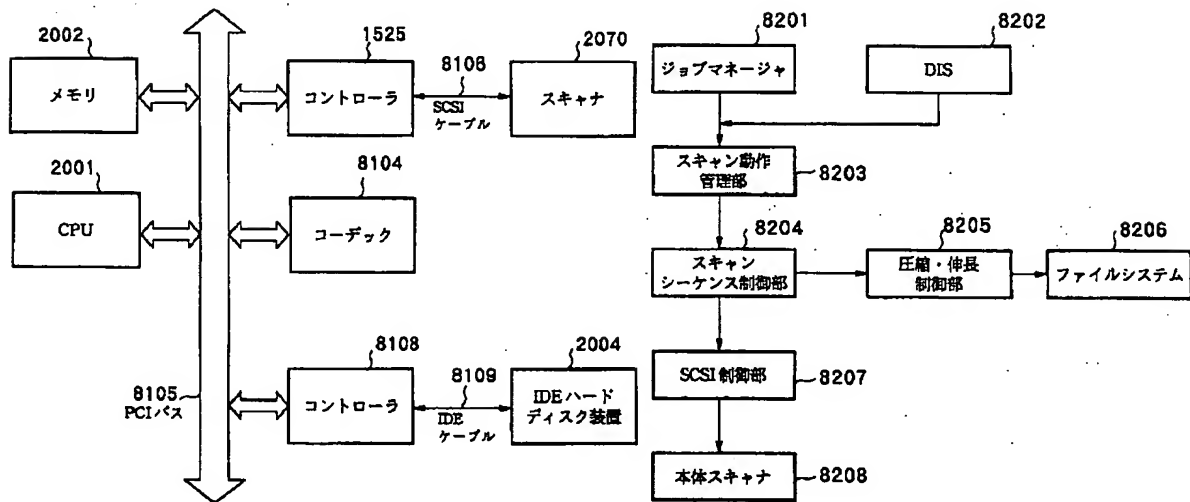 2002
メモリ
2001
CPU
8105
PCIバス
1525
コントローラ
8106
SCSI
ケーブル
2070
スキャナ
8104
コーデック
8108
コントローラ
8109
IDE
ケーブル
2004
IDEハード
ディスク装置
8201
ジョブマネージャ
8202
DIS
スキャン動作
管理部
8203
8204
スキャン
シーケンス制御部
8205
圧縮・伸長
制御部
8206
ファイルシステム
SCSI制御部
8207
本体スキャナ
8208